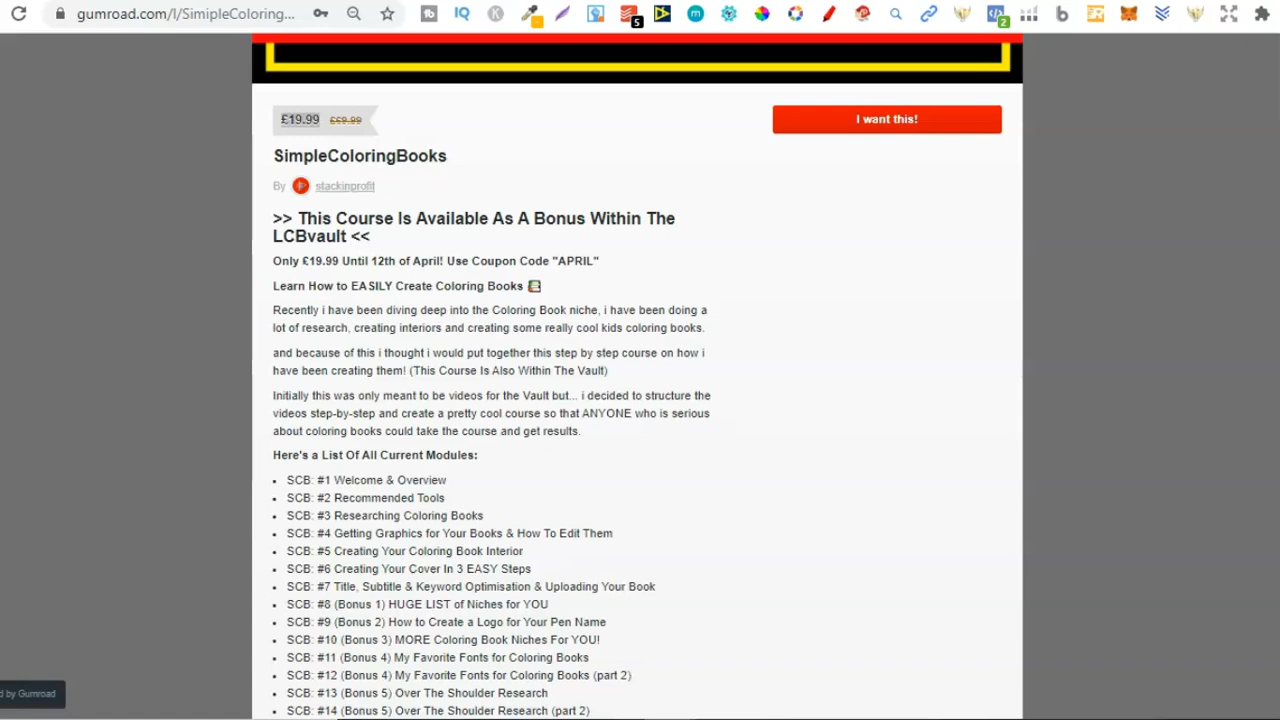 gumroad.com/l/SimipleColoring...
5
2
£19.99 £69.99
I want this!
SimpleColoringBooks
By stackinprofit
>> This Course Is Available As A Bonus Within The
LCBvault <<
Only £19.99 Until 12th of April! Use Coupon Code "APRIL"
Learn How to EASILY Create Coloring Books
Recently i have been diving deep into the Coloring Book niche, i have been doing a
lot of research, creating interiors and creating some really cool kids coloring books.
and because of this i thought i would put together this step by step course on how i
have been creating them! (This Course Is Also Within The Vault)
Initially this was only meant to be videos for the Vault but... i decided to structure the
videos step-by-step and create a pretty cool course so that ANYONE who is serious
about coloring books could take the course and get results.
Here's a List Of All Current Modules:
• SCB: #1 Welcome & Overview
• SCB: #2 Recommended Tools
• SCB: #3 Researching Coloring Books
• SCB: #4 Getting Graphics for Your Books & How To Edit Them
• SCB: #5 Creating Your Coloring Book Interior
• SCB: #6 Creating Your Cover In 3 EASY Steps
• SCB: #7 Title, Subtitle & Keyword Optimisation & Uploading Your Book
• SCB: #8 (Bonus 1) HUGE LIST of Niches for YOU
• SCB: #9 (Bonus 2) How to Create a Logo for Your Pen Name
• SCB: #10 (Bonus 3) MORE Coloring Book Niches For YOU!
• SCB: #11 (Bonus 4) My Favorite Fonts for Coloring Books
• SCB: #12 (Bonus 4) My Favorite Fonts for Coloring Books (part 2)
• SCB: #13 (Bonus 5) Over The Shoulder Research
• SCB: #14 (Bonus 5) Over The Shoulder Research (part 2)
d by Gumroad